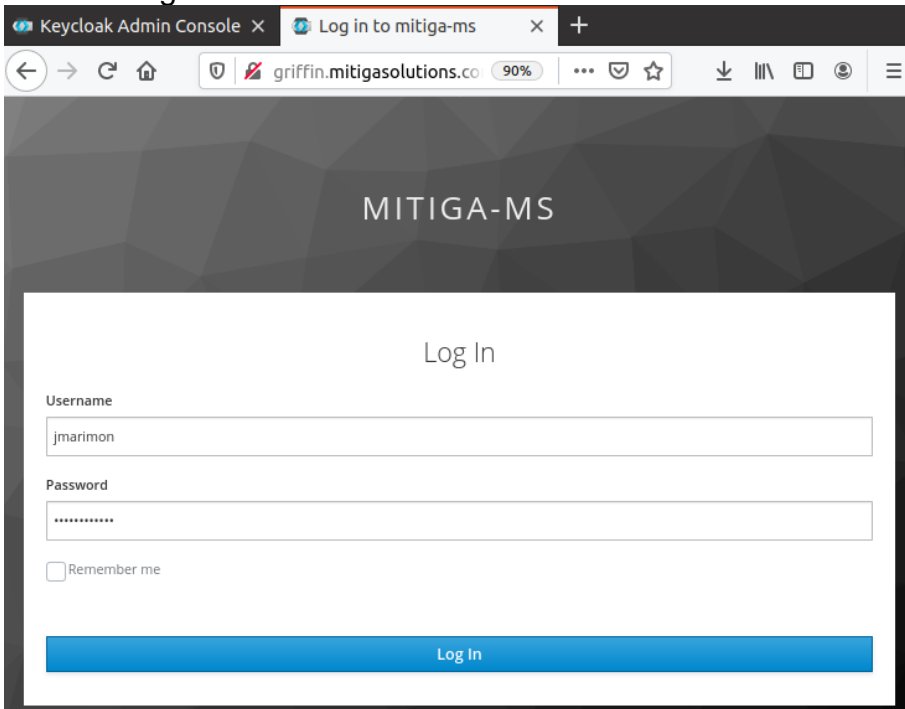 Keycloak Admin Console
Log in to mitiga-ms
griffin.mitigasolutions.co
90%
MITIGA-MS
Log In
Username
jmarimon
Password
••••••••••••
Remember me
Log In